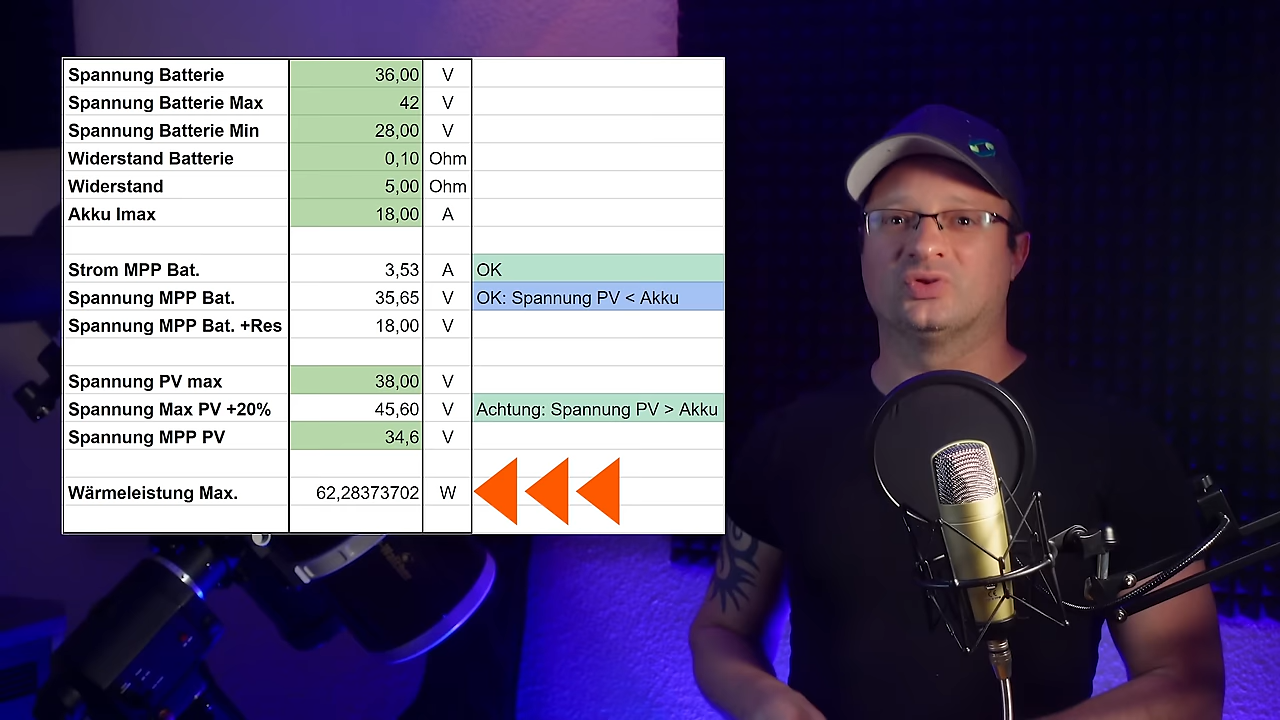 Spannung Batterie 36,00 V
Spannung Batterie Max 42 V
Spannung Batterie Min 28,00 V
Widerstand Batterie 0,10 Ohm
Widerstand 5,00 Ohm
Akku Imax 18,00 A
Strom MPP Bat. 3,53 A OK
Spannung MPP Bat. 35,65 V OK: Spannung PV < Akku
Spannung MPP Bat. +Res 18,00 V
Spannung PV max 38,00 V
Spannung Max PV +20% 45,60 V Achtung: Spannung PV > Akku
Spannung MPP PV 34,6 V
Wärmeleistung Max. 62,28373702 W